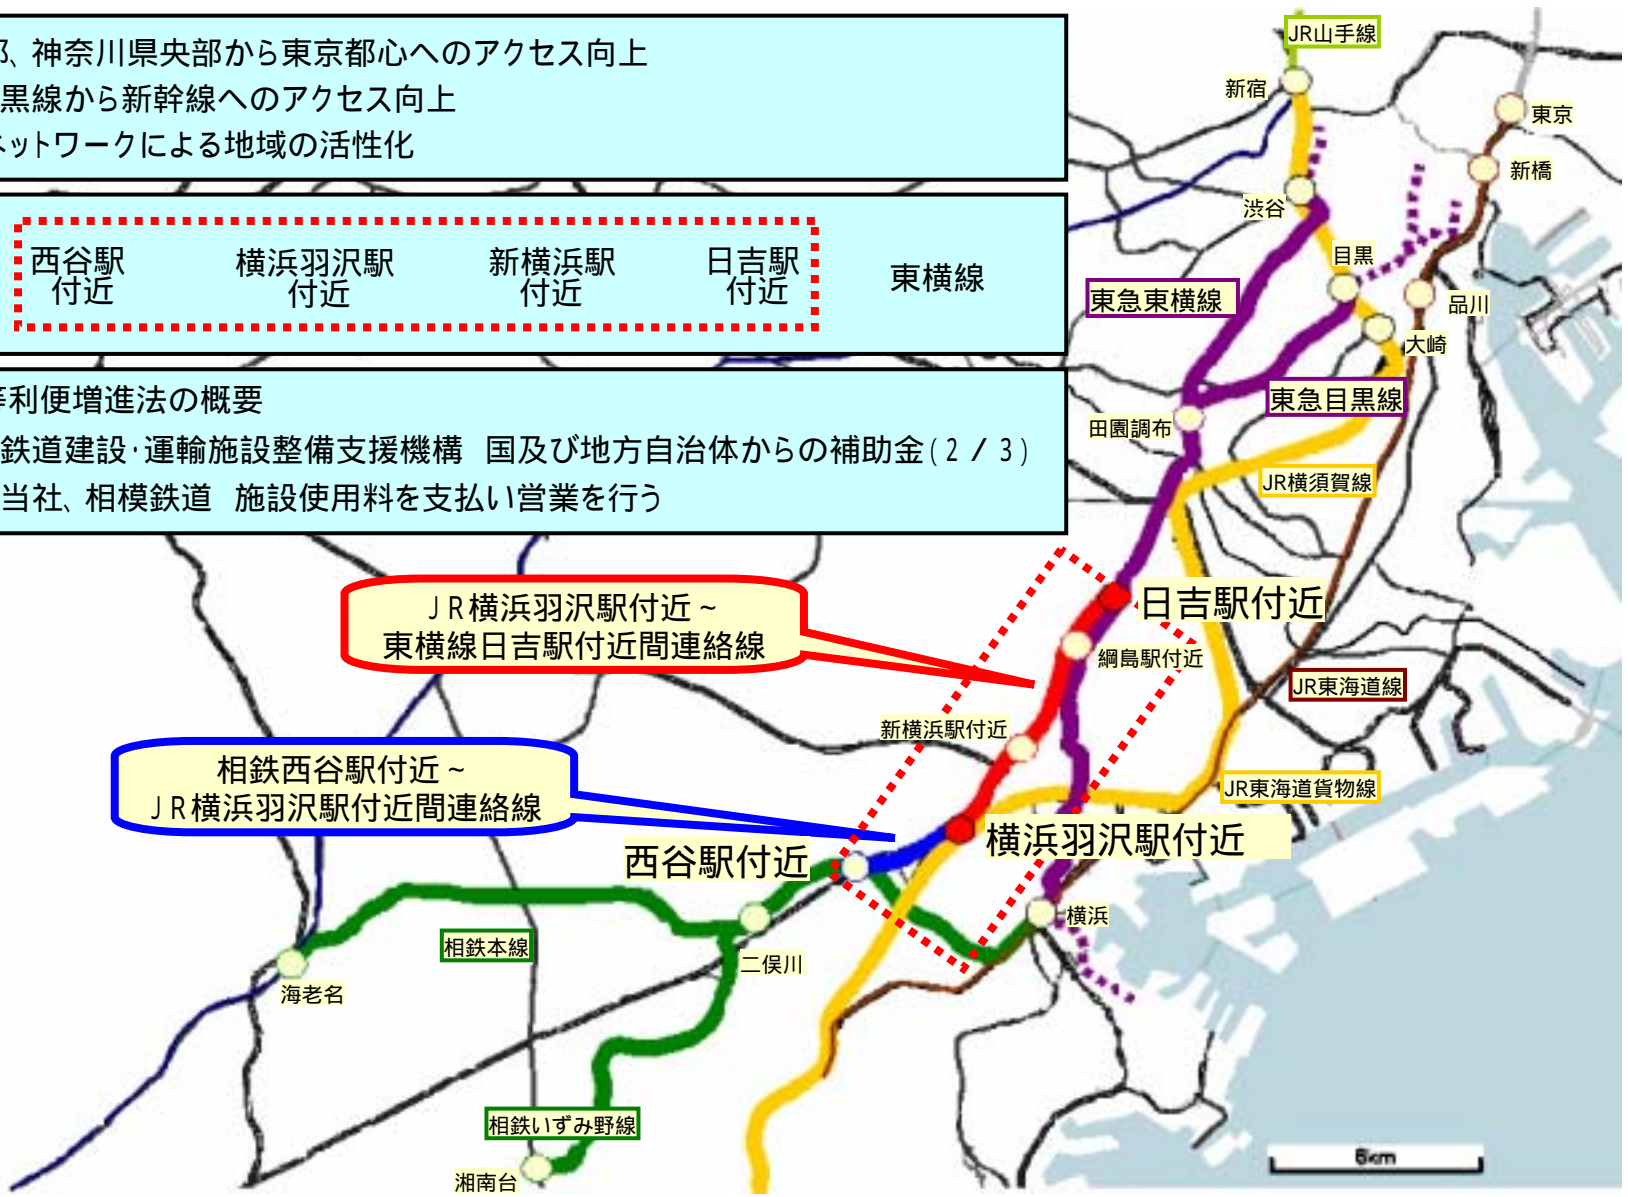 部、神奈川県央部から東京都心へのアクセス向上
黒線から新幹線へのアクセス向上
ネットワークによる地域の活性化
西谷駅
付近
横浜羽沢駅
付近
新横浜駅
付近
日吉駅
付近
東横線
等利便増進法の概要
鉄道建設・運輸施設整備支援機構 国及び地方自治体からの補助金(2/3)
当社、相模鉄道 施設使用料を支払い営業を行う
JR山手線
新宿
東京
新橋
渋谷
目黒
東急東横線
品川
大崎
東急目黒線
田園調布
JR横須賀線
JR横浜羽沢駅付近~
東横線日吉駅付近間連絡線
日吉駅付近
綱島駅付近
JR東海道線
新横浜駅付近
相鉄西谷駅付近~
JR横浜羽沢駅付近間連絡線
JR東海道貨物線
横浜羽沢駅付近
西谷駅付近
横浜
相鉄本線
二俣川
海老名
相鉄いずみ野線
湘南台
6km